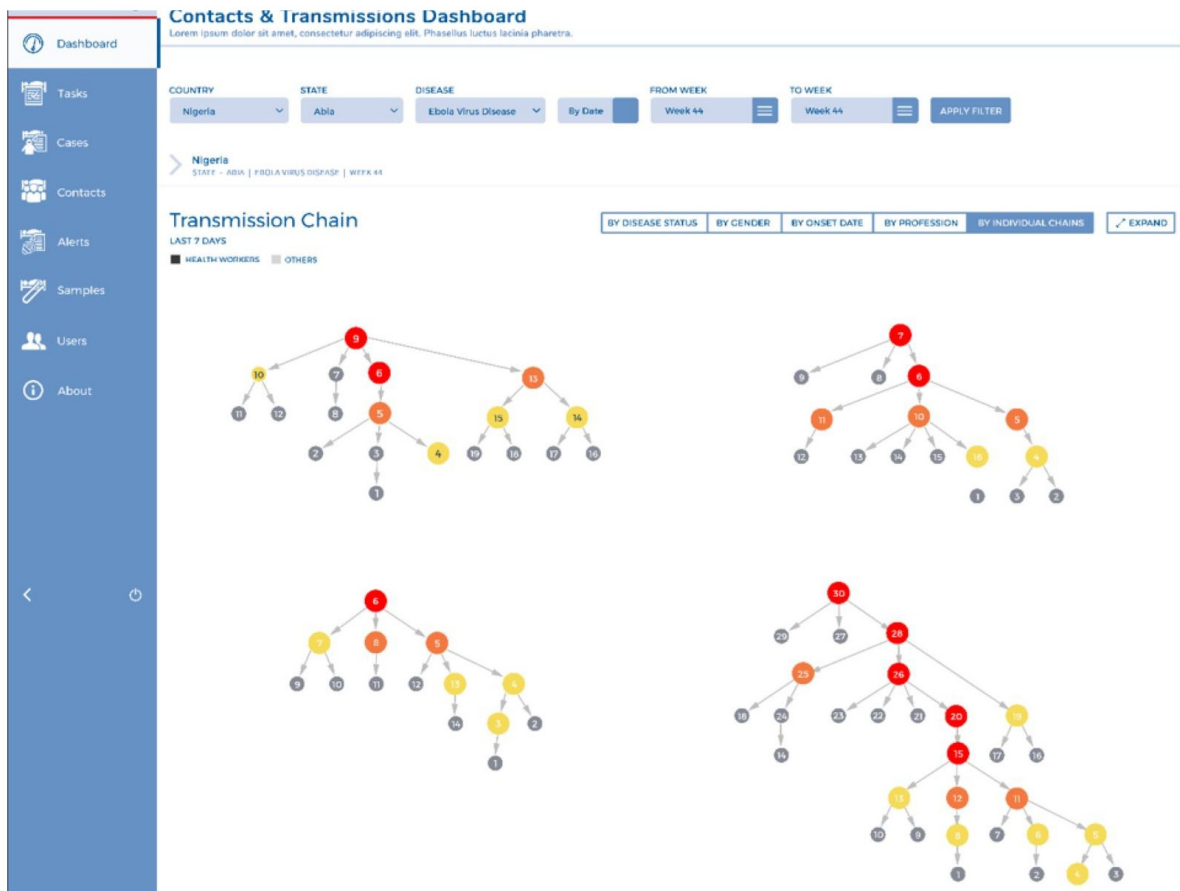 Contacts & Transmissions Dashboard
Lorem ipsum dolor sit amet, consectetur adipiscing elit. Phasellus luctus lacinia pharetra.
Dashboard
Tasks
Cases
Contacts
Alerts
Samples
Users
About
COUNTRY STATE DISEASE FROM WEEK TO WEEK
Nigeria Abia Ebola Virus Disease By Date Week 44 Week 44 APPLY FILTER
Nigeria
STATE - ABIA | EBOLA VIRUS DISEASE | WEEK 44
Transmission Chain
BY DISEASE STATUS BY GENDER BY ONSET DATE BY PROFESSION BY INDIVIDUAL CHAINS EXPAND
LAST 7 DAYS
HEALTH WORKERS OTHERS
9
10 7 6 13
11 12 8 5 15 14
2 3 4 19 18 17 16
1
7
9 8 6
11 10 5
12 13 14 15 16 4
1 3 2
6
7 8 5
9 10 11 12 13 4
14 3 2
1
30
29 27 28
25 26
18 24 23 22 21 20 19
14 15 17 16
13 12 11
10 9 8 7 6 5
1 2 4 3